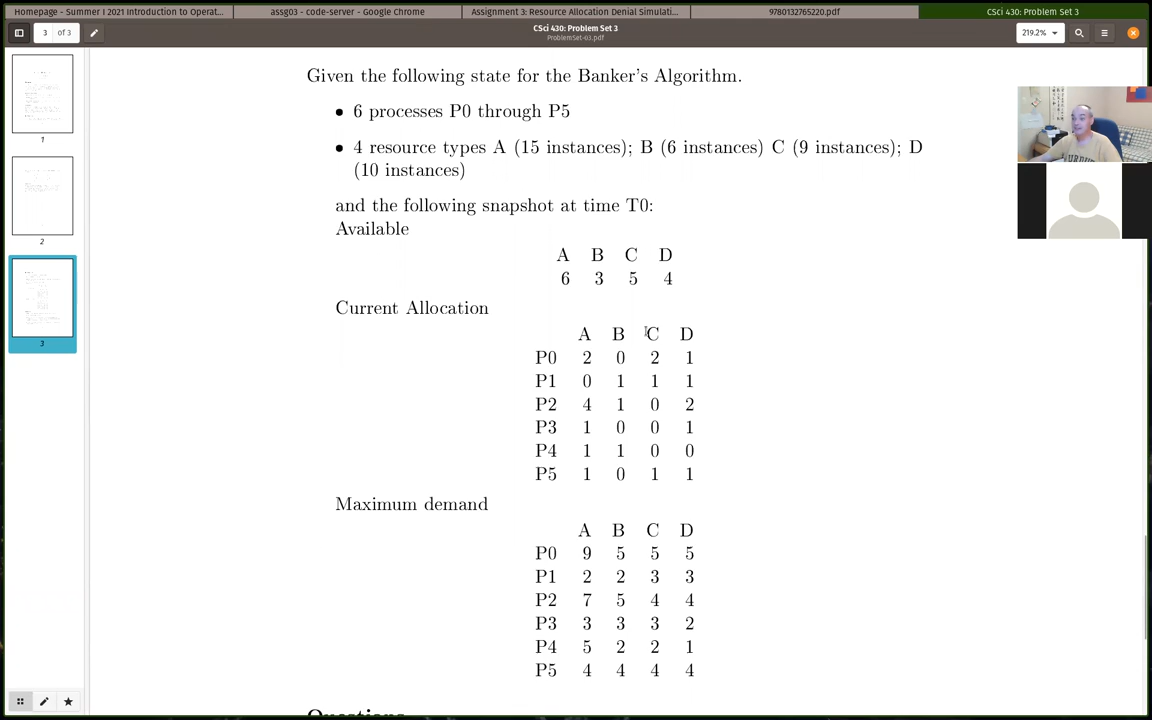 Homepage - Summer I 2021 Introduction to Operat...
assg03 - code-server - Google Chrome
Assignment 3: Resource Allocation Denial Simulati...
9780132765220.pdf
CSci 430: Problem Set 3
3 of 3
CSci 430: Problem Set 3
ProblemSet-03.pdf
219.2%
1
2
3
Given the following state for the Banker's Algorithm.
• 6 processes P0 through P5
• 4 resource types A (15 instances); B (6 instances) C (9 instances); D
(10 instances)
and the following snapshot at time T0:
Available
A B C D
6 3 5 4
Current Allocation
A B C D
P0 2 0 2 1
P1 0 1 1 1
P2 4 1 0 2
P3 1 0 0 1
P4 1 1 0 0
P5 1 0 1 1
Maximum demand
A B C D
P0 9 5 5 5
P1 2 2 3 3
P2 7 5 4 4
P3 3 3 3 2
P4 5 2 2 1
P5 4 4 4 4
Questions